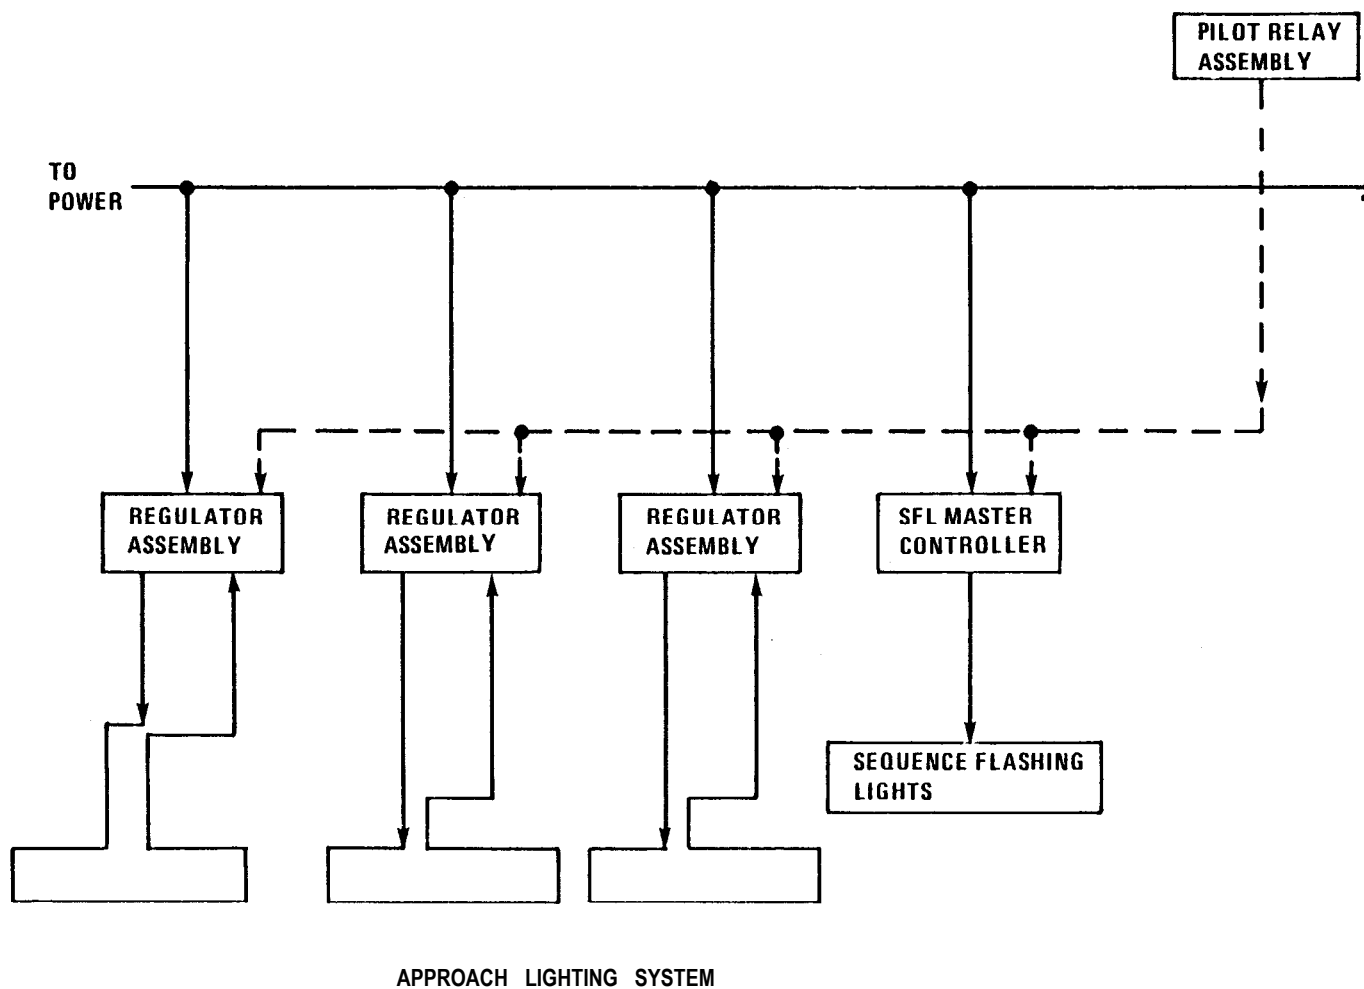 PILOT RELAY
ASSEMBLY
TO
POWER
REGULATOR
ASSEMBLY
REGULATOR
ASSEMBLY
REGULATOR
ASSEMBLY
SFL MASTER
CONTROLLER
SEQUENCE FLASHING
LIGHTS
APPROACH LIGHTING SYSTEM